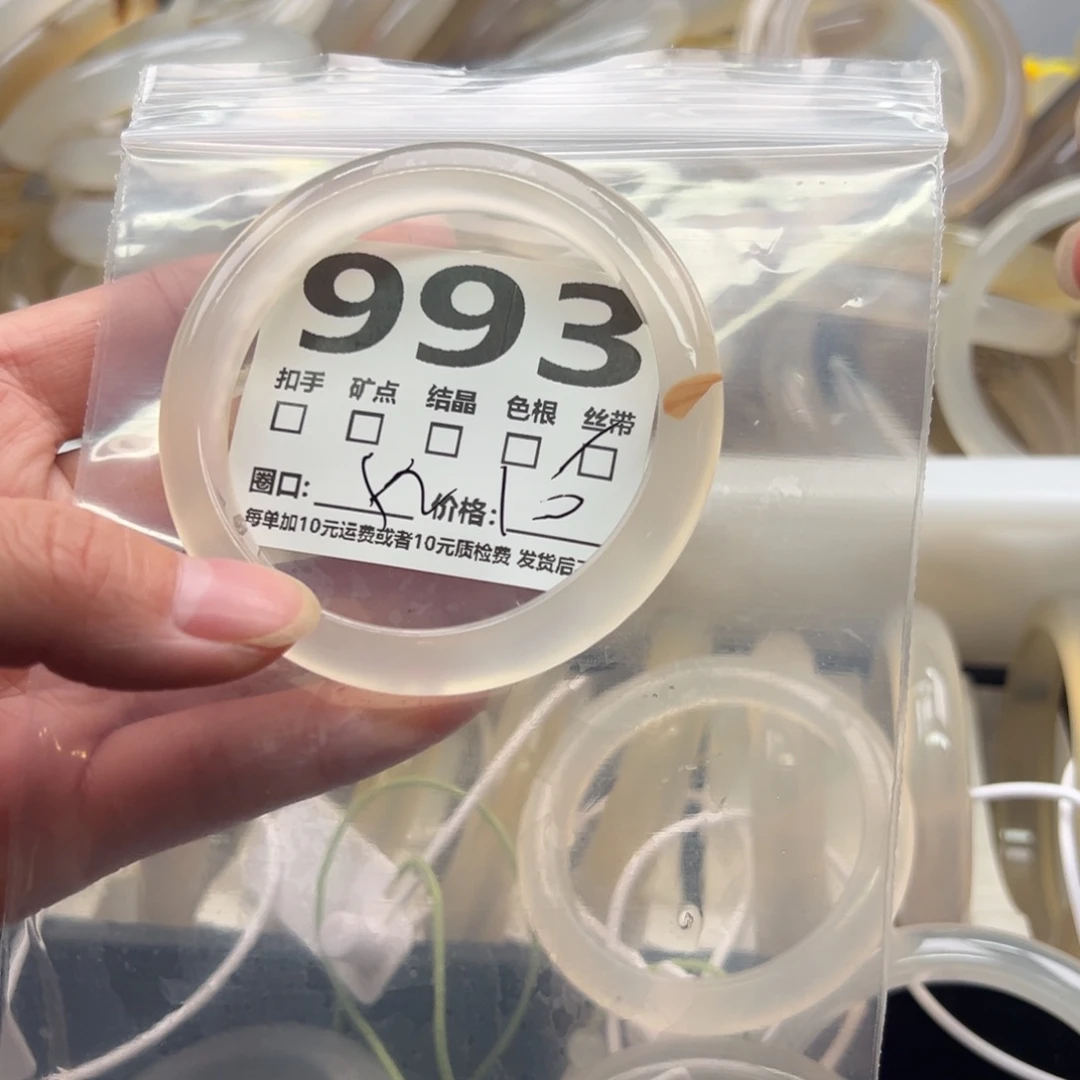 993
扣手 矿点 结晶 色根 丝带
圈口: 价格:
每单加10元运费或者10元质检费 发货后